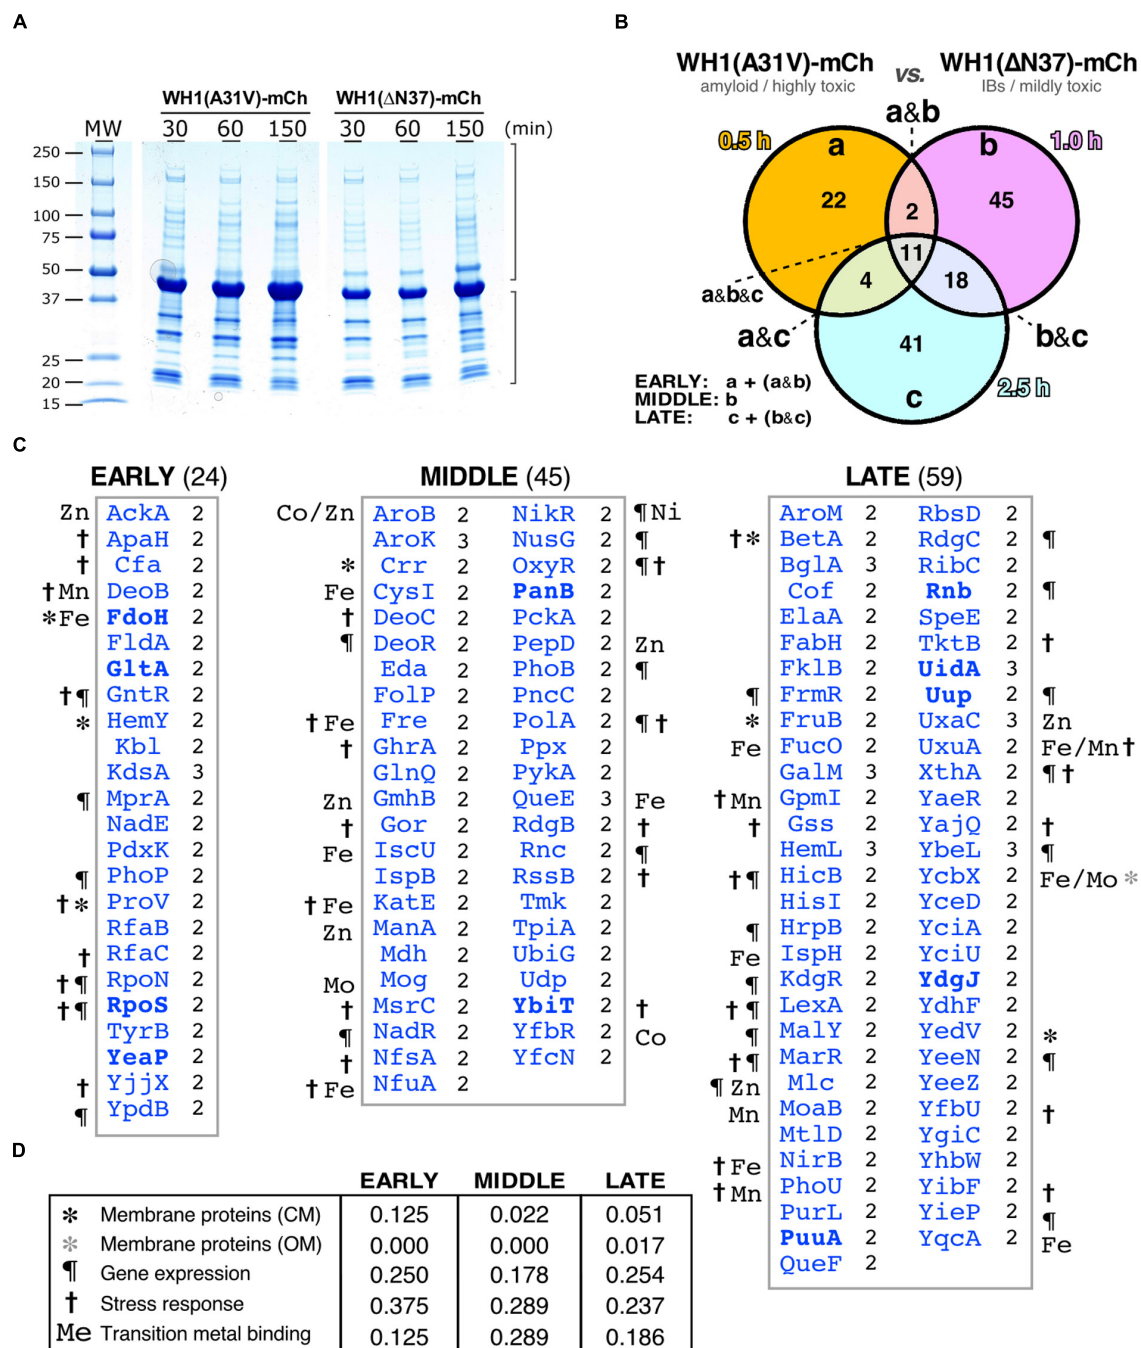 A
WH1(A31V)-mCh WH1(ΔN37)-mCh
MW 30 60 150 30 60 150 (min)
250
150
100
75
50
37
25
20
15
B
WH1(A31V)-mCh vs. WH1(ΔN37)-mCh
amyloid / highly toxic IBs / mildly toxic
a&b
0.5 h a b 1.0 h
22 2 45
11
4 18
a&b&c
a&c 41 b&c
EARLY: a + (a&b)
MIDDLE: b
LATE: c + (b&c)
c 2.5 h
C
EARLY (24)
Zn AckA 2
† ApaH 2
† Cfa 2
†Mn DeoB 2
*Fe FdoH 2
FldA 2
GltA 2
†¶ GntR 2
* HemY 2
Kbl 2
KdsA 3
¶ MprA 2
NadE 2
PdxK 2
¶ PhoP 2
†* ProV 2
RfaB 2
† RfaC 2
†¶ RpoN 2
†¶ RpoS 2
TyrB 2
YeaP 2
† YjjX 2
¶ YpdB 2
MIDDLE (45)
Co/Zn AroB 2 NikR 2 ¶Ni
AroK 3 NusG 2 ¶
* Crr 2 OxyR 2 ¶†
Fe CysI 2 PanB 2
† DeoC 2 PckA 2
¶ DeoR 2 PepD 2 Zn
Eda 2 PhoB 2 ¶
FolP 2 PncC 2
†Fe Fre 2 PolA 2 ¶†
† GhrA 2 Ppx 2
GlnQ 2 PykA 2
Zn GmhB 2 QueE 3 Fe
† Gor 2 RdgB 2 †
Fe IscU 2 Rnc 2 ¶
IspB 2 RssB 2 †
†Fe KatE 2 Tmk 2
Zn ManA 2 TpiA 2
Mdh 2 UbiG 2
Mo Mog 2 Udp 2
† MsrC 2 YbiT 2 †
¶ NadR 2 YfbR 2 Co
† NfsA 2 YfcN 2
†Fe NfuA 2
LATE (59)
AroM 2 RbsD 2
†* BetA 2 RdgC 2 ¶
BglA 3 RibC 2
Cof 2 Rnb 2 ¶
ElaA 2 SpeE 2
FabH 2 TktB 2 †
FklB 2 UidA 3
¶ FrmR 2 Uup 2 ¶
* FruB 2 UxaC 3 Zn
Fe FucO 2 UxuA 2 Fe/Mn†
GalM 3 XthA 2 ¶†
†Mn GpmI 2 YaeR 2
† Gss 2 YajQ 2 †
HemL 3 YbeL 3 ¶
†¶ HicB 2 YcbX 2 Fe/Mo*
HisI 2 YceD 2
¶ HrpB 2 YciA 2
Fe IspH 2 YciU 2
¶ KdgR 2 YdgJ 2
†¶ LexA 2 YdhF 2
¶ MalY 2 YedV 2 *
†¶ MarR 2 YeeN 2 ¶
¶Zn Mlc 2 YeeZ 2
Mn MoaB 2 YfbU 2 †
MtlD 2 YgiC 2
†Fe NirB 2 YhbW 2
†Mn PhoU 2 YibF 2 †
PurL 2 YieP 2 ¶
PuuA 2 YqcA 2 Fe
QueF 2
D
EARLY MIDDLE LATE
* Membrane proteins (CM) 0.125 0.022 0.051
* Membrane proteins (OM) 0.000 0.000 0.017
¶ Gene expression 0.250 0.178 0.254
† Stress response 0.375 0.289 0.237
Me Transition metal binding 0.125 0.289 0.186